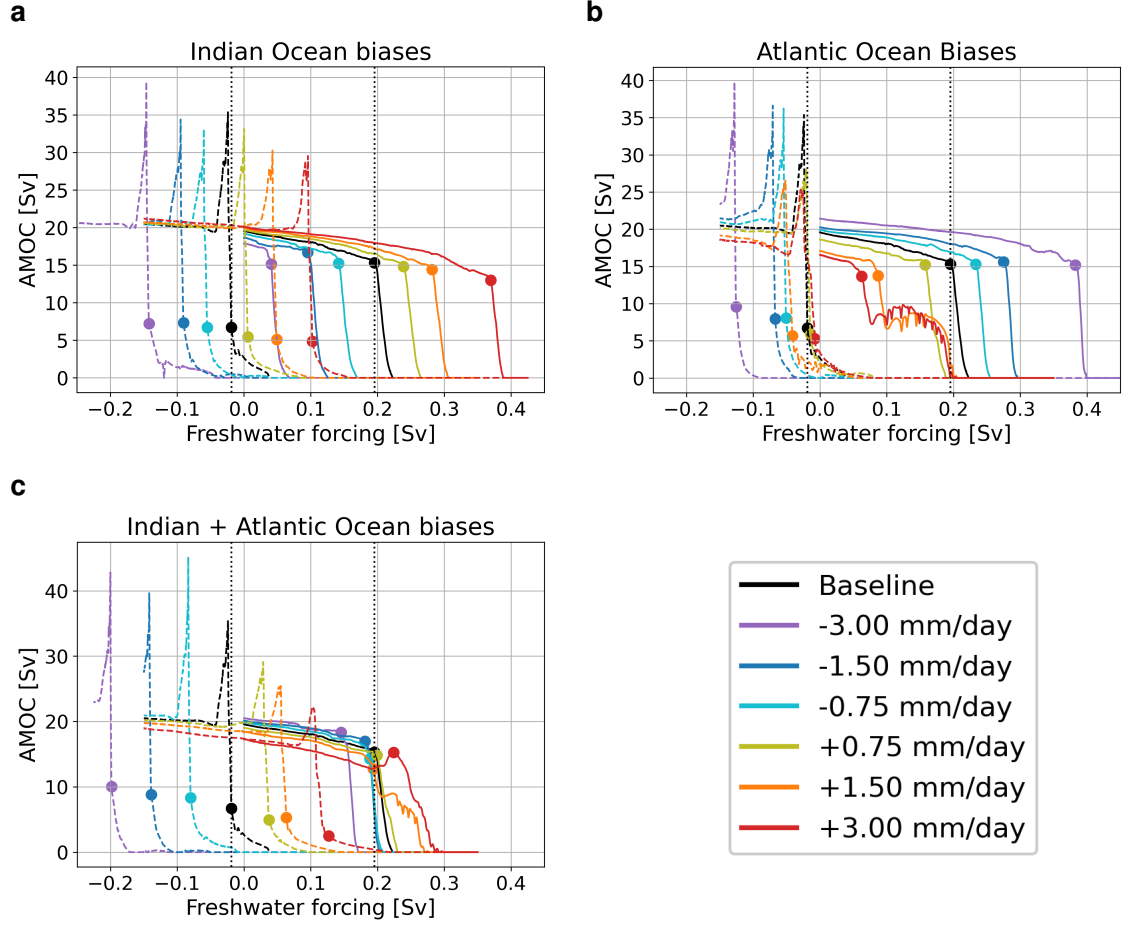 a
Indian Ocean biases
AMOC [Sv]
40
35
30
25
20
15
10
5
0
−0.2 −0.1 0.0 0.1 0.2 0.3 0.4
Freshwater forcing [Sv]
b
Atlantic Ocean Biases
AMOC [Sv]
40
35
30
25
20
15
10
5
0
−0.2 −0.1 0.0 0.1 0.2 0.3 0.4
Freshwater forcing [Sv]
c
Indian + Atlantic Ocean biases
AMOC [Sv]
40
30
20
10
0
−0.2 −0.1 0.0 0.1 0.2 0.3 0.4
Freshwater forcing [Sv]
Baseline
-3.00 mm/day
-1.50 mm/day
-0.75 mm/day
+0.75 mm/day
+1.50 mm/day
+3.00 mm/day